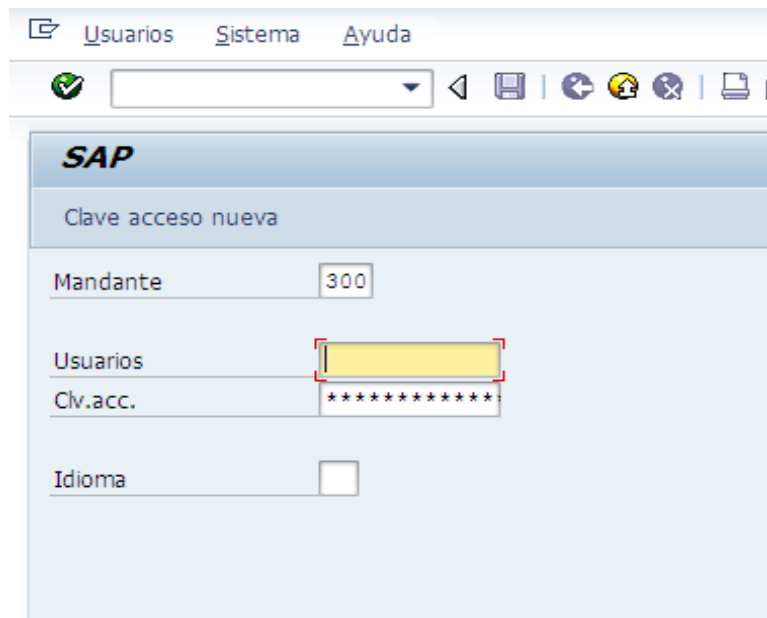 Usuarios Sistema Ayuda
SAP
Clave acceso nueva
Mandante 300
Usuarios
Clv.acc. ************
Idioma